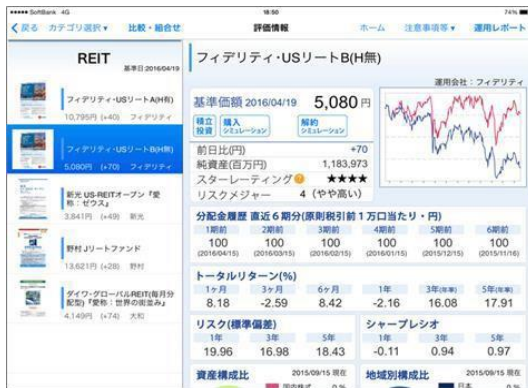 SoftBank 4G 18:50 74%
戻る カテゴリ選択▼ 比較・組合せ 評価情報 ホーム 注意事項等▼ 運用レポート
REIT
基準日:2016/04/19
フィデリティ・USリートA(H有)
10,795円 (+40) フィデリティ
フィデリティ・USリートB(H無)
5,080円 (+70) フィデリティ
新光 US-REITオープン『愛
称:ゼウス』
3,841円 (+49) 新光
野村 Jリートファンド
13,621円 (+28) 野村
ダイワ・グローバルREIT(毎月分
配型)『愛称:世界の街並み』
4,149円 (+74) 大和
フィデリティ・USリートB(H無)
運用会社:フィデリティ
基準価額 2016/04/19 5,080 円
積立投資 購入シミュレーション 解約シミュレーション
前日比(円) +70
純資産(百万円) 1,183,973
スターレーティング ? ★★★★
リスクメジャー 4 (やや高い)
分配金履歴 直近6期分(原則税引前1万口当たり・円)
1期前 2期前 3期前 4期前 5期前 6期前
100 100 100 100 100 100
(2016/04/15) (2016/03/15) (2016/02/15) (2016/01/15) (2015/12/15) (2015/11/16)
トータルリターン(%)
1ヶ月 3ヶ月 6ヶ月 1年 3年(年率) 5年(年率)
8.18 -2.59 8.42 -2.16 16.08 17.91
リスク(標準偏差) シャープレシオ
1年 3年 5年 1年 3年 5年
19.96 16.98 18.43 -0.11 0.94 0.97
資産構成比 2015/09/15 現在 地域別構成比 2015/09/15 現在
国内株式 0 % 日本 0 %